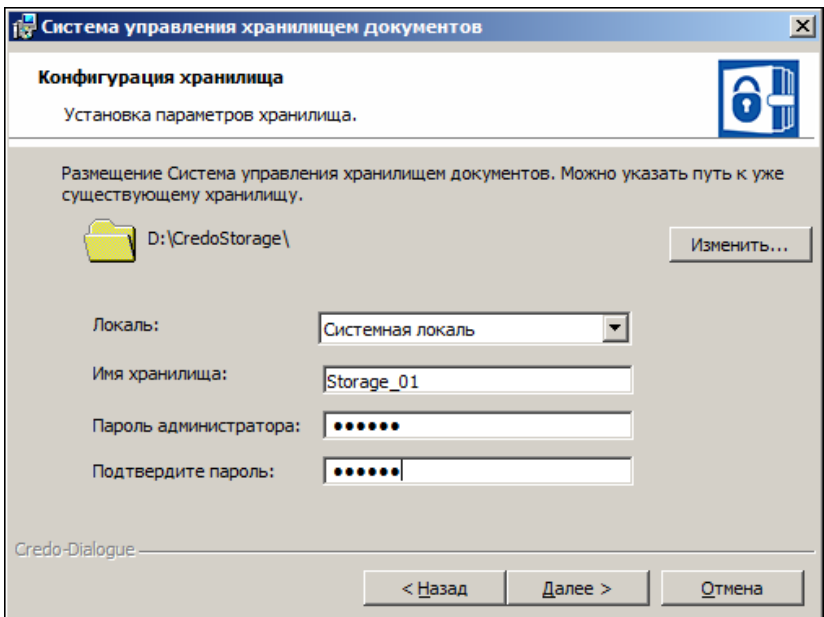 Система управления хранилищем документов
Конфигурация хранилища
Установка параметров хранилища.
Размещение Система управления хранилищем документов. Можно указать путь к уже
существующему хранилищу.
D:\CredoStorage\
Изменить...
Локаль: Системная локаль
Имя хранилища: Storage_01
Пароль администратора: ●●●●●●
Подтвердите пароль: ●●●●●●
Credo-Dialogue
< Назад Далее > Отмена